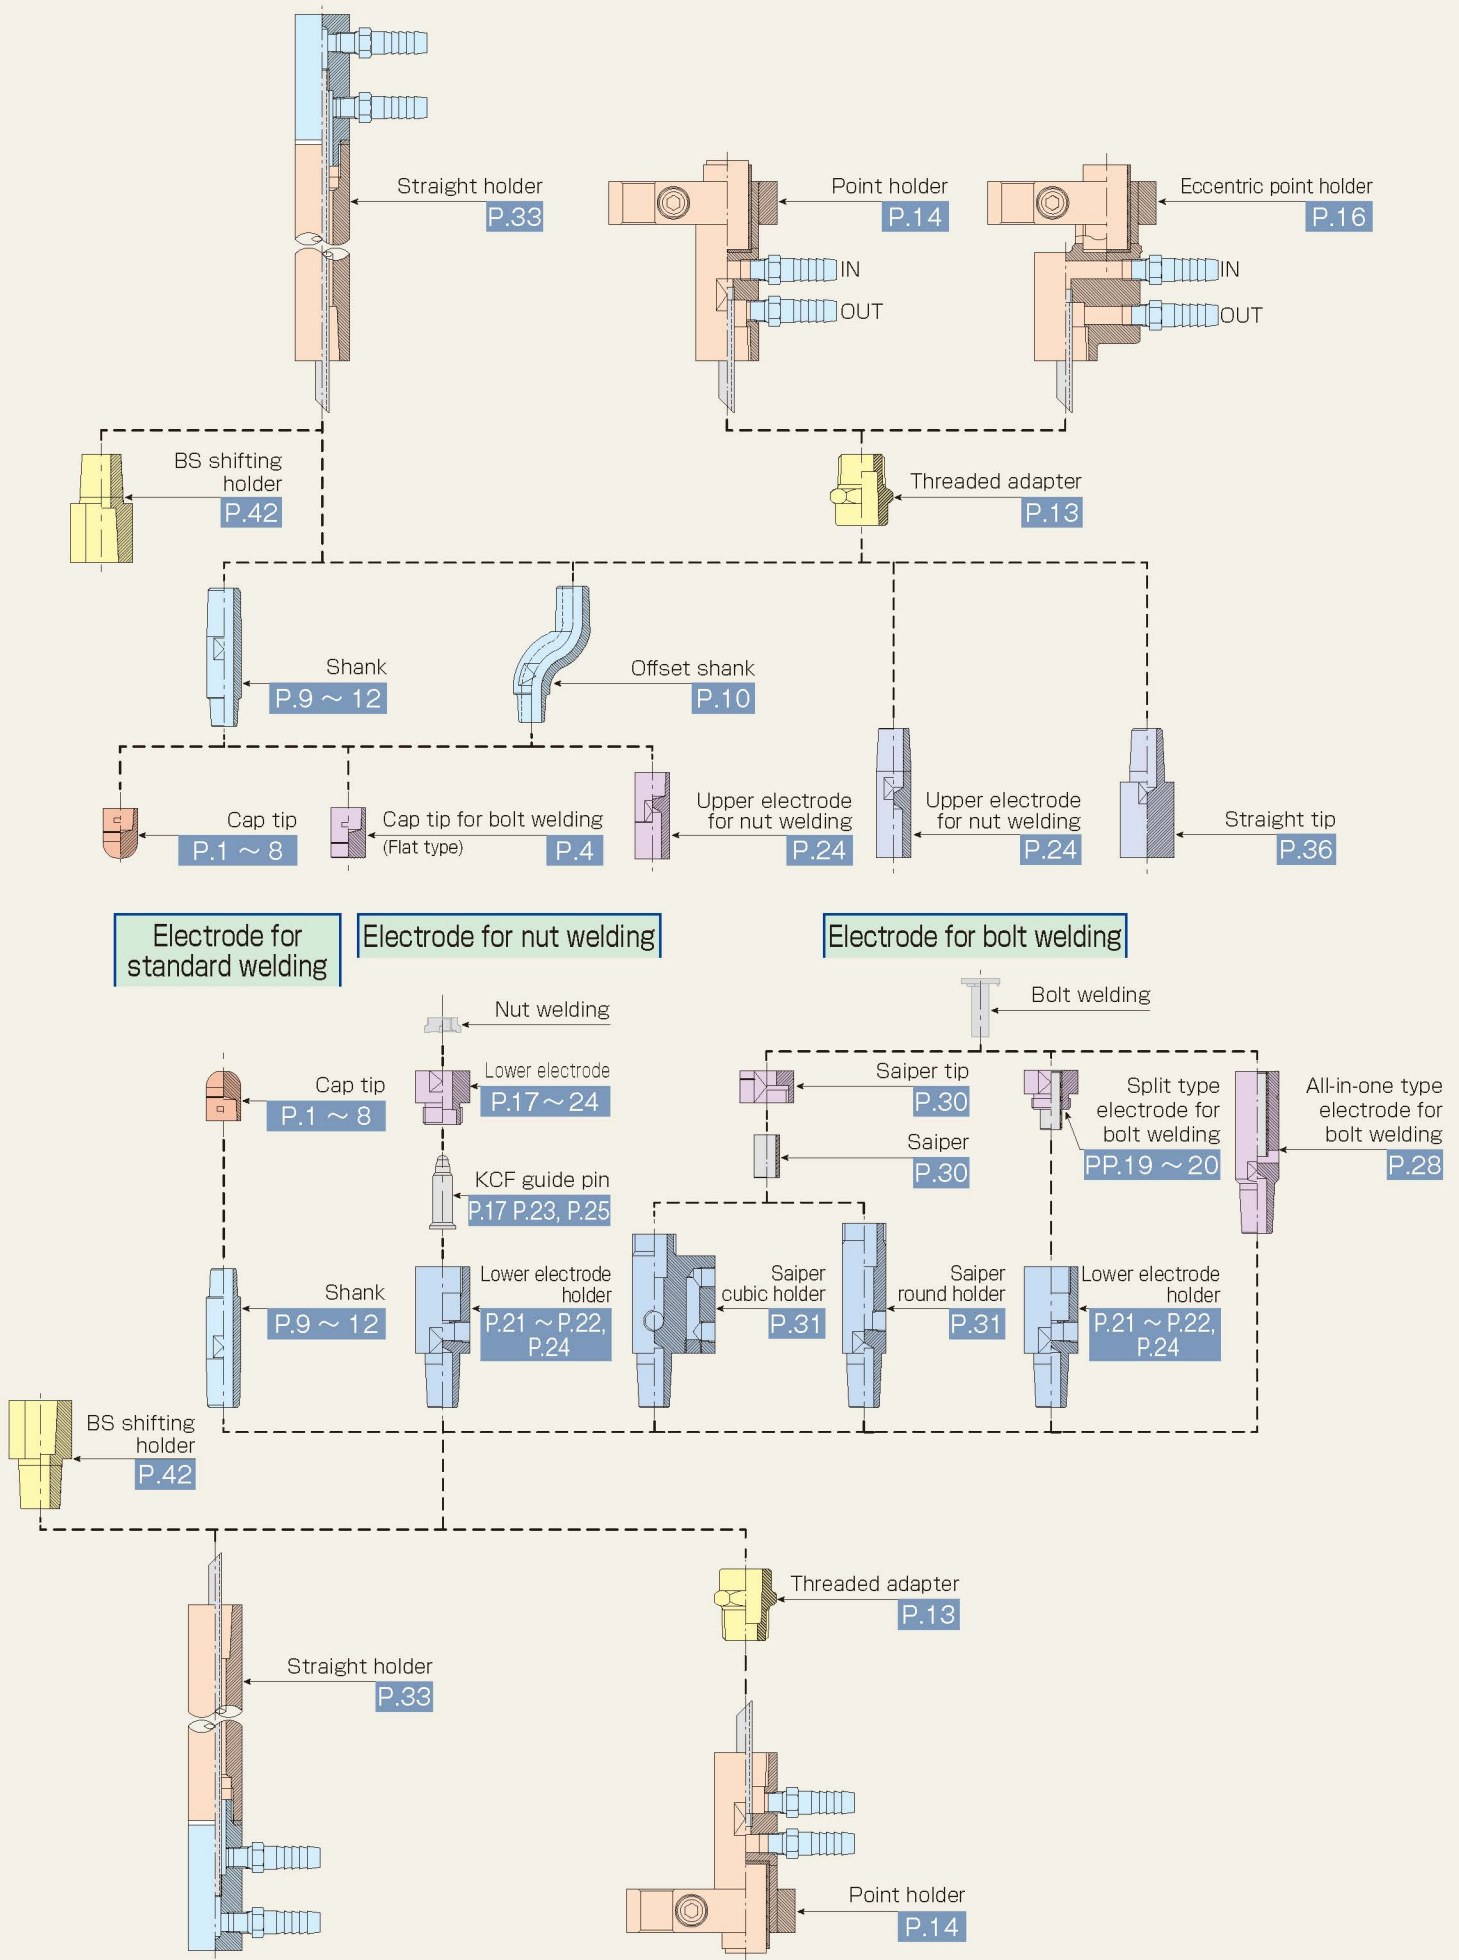 Straight holder
P.33
Point holder
P.14
Eccentric point holder
P.16
IN
OUT
IN
OUT
BS shifting
holder
P.42
Threaded adapter
P.13
Shank
P.9 ~ 12
Offset shank
P.10
Cap tip
P.1 ~ 8
Cap tip for bolt welding
(Flat type)
P.4
Upper electrode
for nut welding
P.24
Upper electrode
for nut welding
P.24
Straight tip
P.36
Electrode for
standard welding
Electrode for nut welding
Electrode for bolt welding
Nut welding
Bolt welding
Cap tip
P.1 ~ 8
Lower electrode
P.17~ 24
Saiper tip
P.30
Split type
electrode for
bolt welding
PP.19 ~ 20
All-in-one type
electrode for
bolt welding
P.28
Saiper
P.30
KCF guide pin
P.17 P.23, P.25
Shank
P.9 ~ 12
Lower electrode
holder
P.21 ~ P.22,
P.24
Saiper
cubic holder
P.31
Saiper
round holder
P.31
Lower electrode
holder
P.21 ~ P.22,
P.24
BS shifting
holder
P.42
Threaded adapter
P.13
Straight holder
P.33
Point holder
P.14